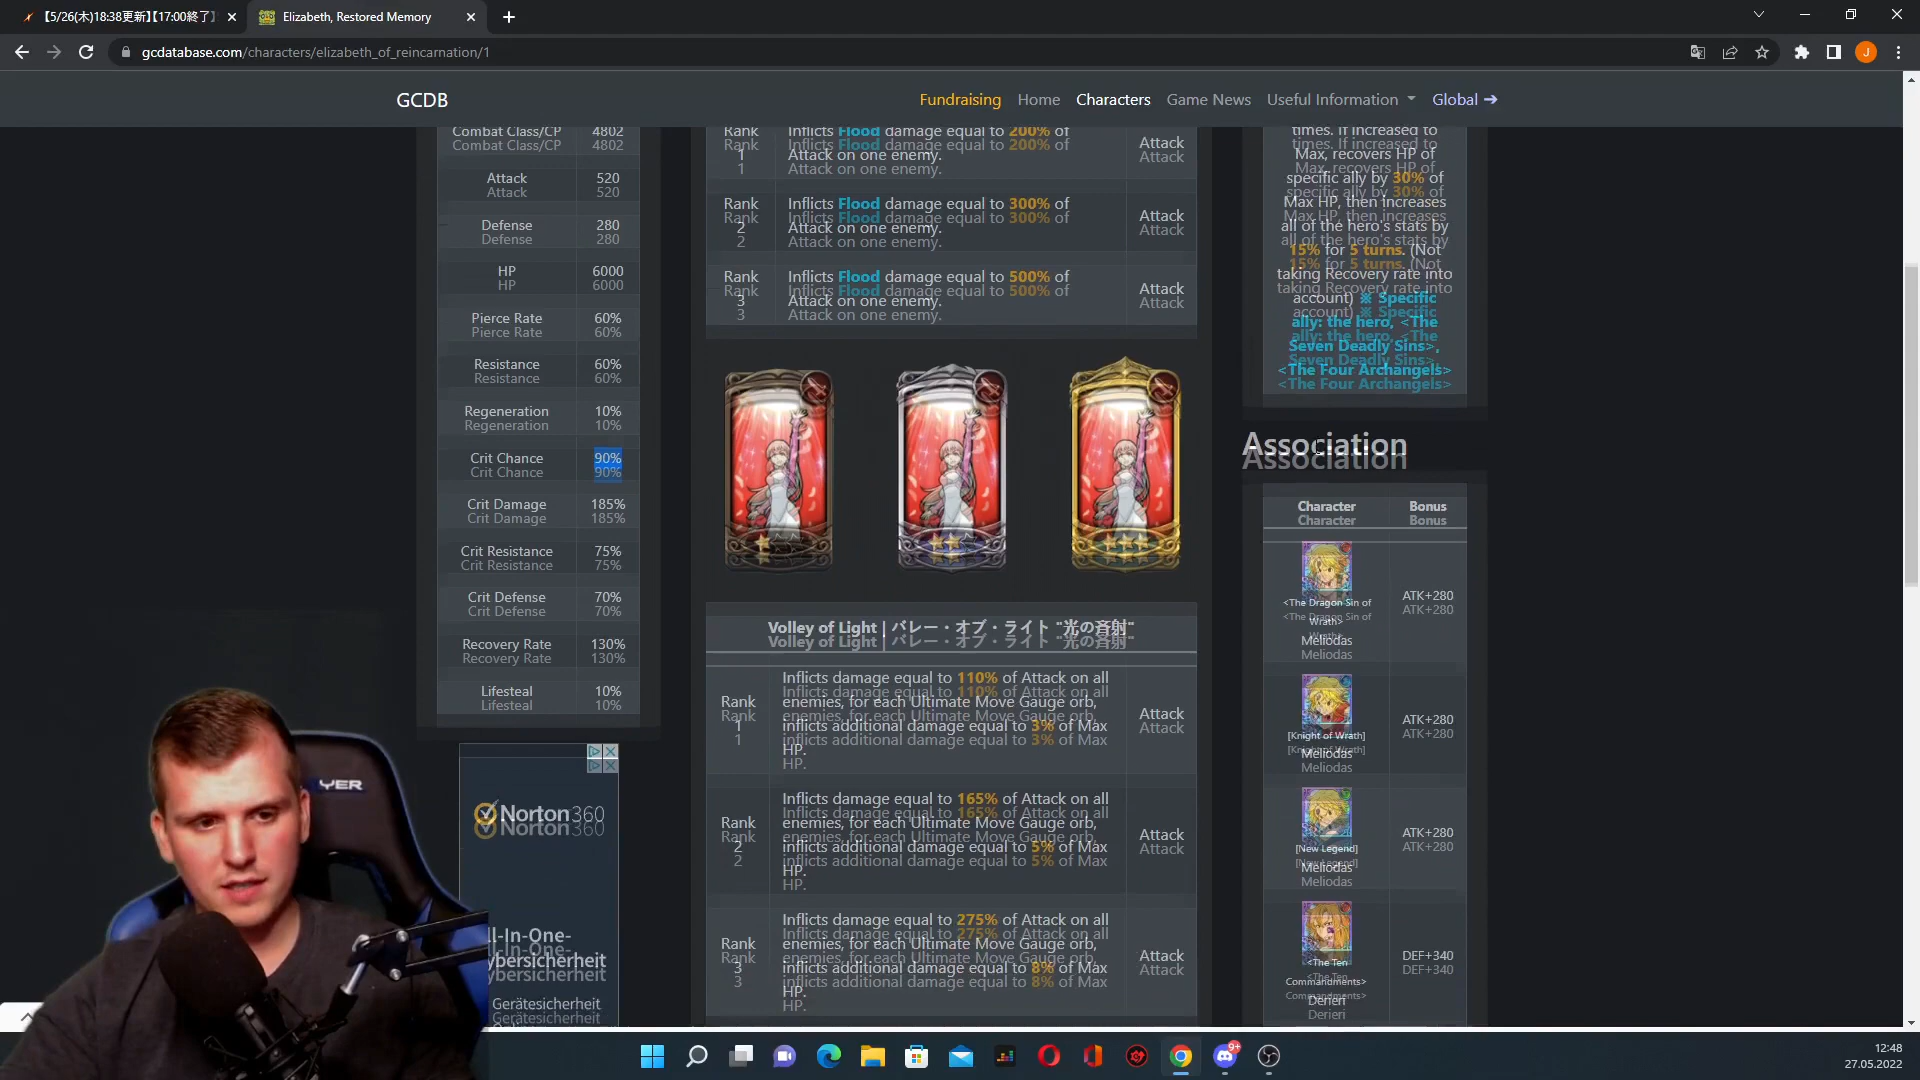 【5/26(木)18:38更新】【17:00終了】
Elizabeth, Restored Memory
gcdatabase.com/characters/elizabeth_of_reincarnation/1
J
GCDB
Fundraising Home Characters Game News Useful Information Global ➔
Combat Class/CP 4802
Attack 520
Defense 280
HP 6000
Pierce Rate 60%
Resistance 60%
Regeneration 10%
Crit Chance 90%
Crit Damage 185%
Crit Resistance 75%
Crit Defense 70%
Recovery Rate 130%
Lifesteal 10%
Norton360
ll-In-One-
ybersicherheit
Gerätesicherheit
YER
Rank 1
Inflicts Flood damage equal to 200% of
Attack on one enemy.
Attack
Rank 2
Inflicts Flood damage equal to 300% of
Attack on one enemy.
Attack
Rank 3
Inflicts Flood damage equal to 500% of
Attack on one enemy.
Attack
Volley of Light | バレー・オブ・ライト "光の斉射"
Rank 1
Inflicts damage equal to 110% of Attack on all
enemies, for each Ultimate Move Gauge orb,
inflicts additional damage equal to 3% of Max
HP.
Attack
Rank 2
Inflicts damage equal to 165% of Attack on all
enemies, for each Ultimate Move Gauge orb,
inflicts additional damage equal to 5% of Max
HP.
Attack
Rank 3
Inflicts damage equal to 275% of Attack on all
enemies, for each Ultimate Move Gauge orb,
inflicts additional damage equal to 8% of Max
HP.
Attack
times. If increased to
Max, recovers HP of
specific ally by 30% of
Max HP, then increases
all of the hero's stats by
15% for 5 turns. (Not
taking Recovery rate into
account) ※ Specific
ally: the hero, <The
Seven Deadly Sins>,
<The Four Archangels>
Association
Character Bonus
<The Dragon Sin of
Wrath>
Meliodas
ATK+280
[Knight of Wrath]
Meliodas
ATK+280
[New Legend]
Meliodas
ATK+280
<The Ten
Commandments>
Derieri
DEF+340
9+
12:48
27.05.2022